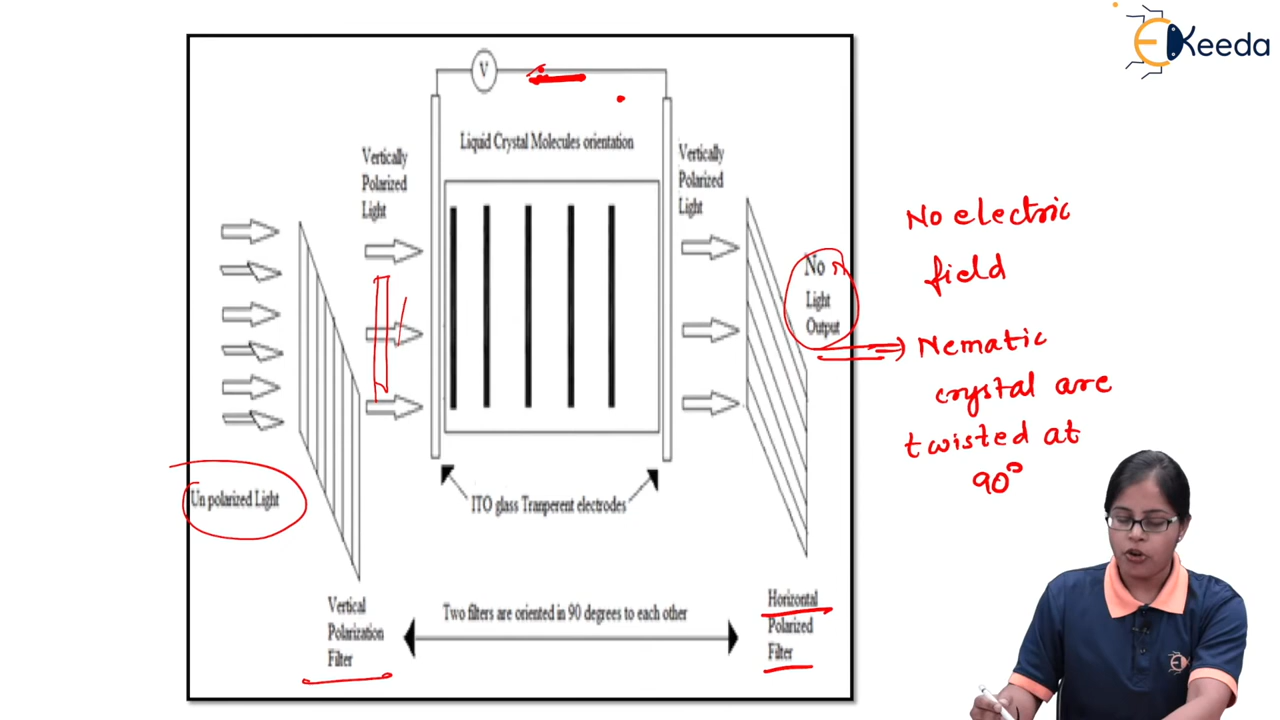 Keeda
V
Liquid Crystal Molecules orientation
Vertically
Polarized
Light
Vertically
Polarized
Light
No
Light
Output
No electric
field
Nematic
crystal are
twisted at
90°
Un polarized Light
ITO glass Tranperent electrodes
Vertical
Polarization
Filter
Two filters are oriented in 90 degrees to each other
Horizontal
Polarized
Filter